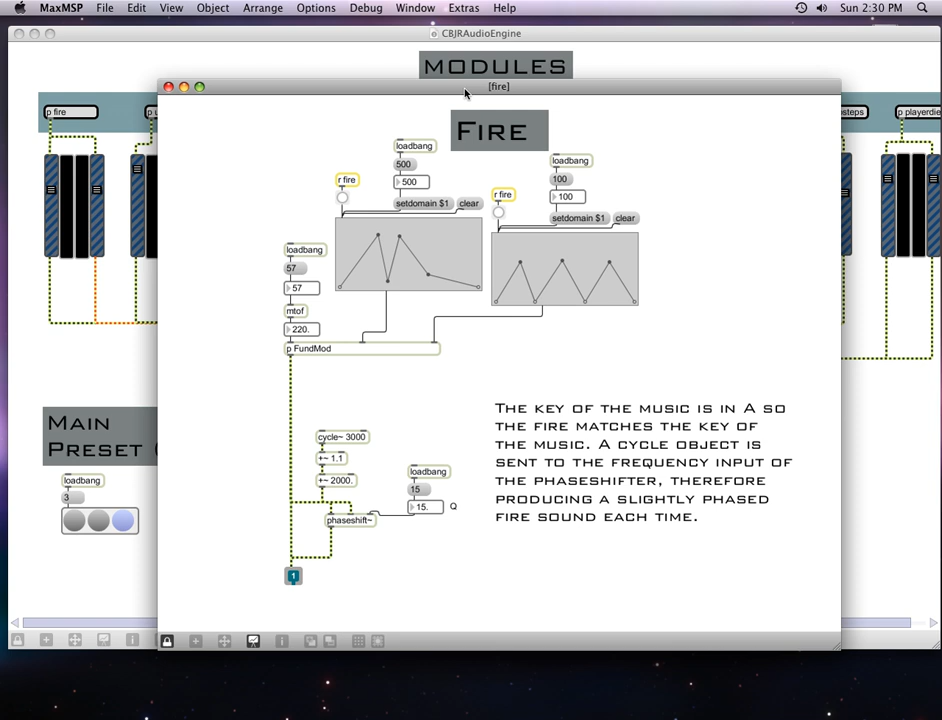 MaxMSP File Edit View Object Arrange Options Debug Window Extras Help Sun 2:30 PM
CBJRAudioEngine
MODULES
[fire]
p fire
steps
p playerdie
FIRE
loadbang
loadbang
500
100
r fire
500
r fire
100
setdomain $1 clear
setdomain $1 clear
loadbang
57
57
mtof
220.
p FundMod
THE KEY OF THE MUSIC IS IN A SO
THE FIRE MATCHES THE KEY OF
THE MUSIC. A CYCLE OBJECT IS
SENT TO THE FREQUENCY INPUT OF
THE PHASESHIFTER, THEREFORE
PRODUCING A SLIGHTLY PHASED
FIRE SOUND EACH TIME.
MAIN
PRESET (
loadbang
3
cycle~ 3000
+~ 1.1
+~ 2000.
loadbang
15
15. Q
phaseshift~
1